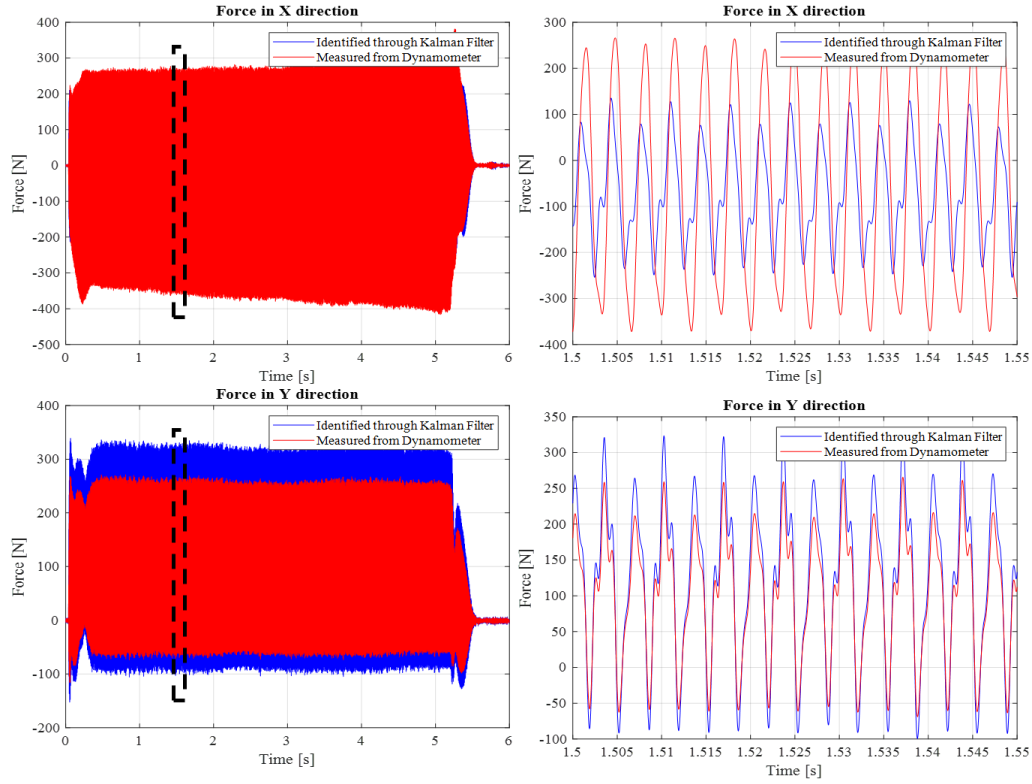 Force in X direction
400
300
200
100
0
-100
-200
-300
-400
-500
Force [N]
Identified through Kalman Filter
Measured from Dynamometer
0 1 2 3 4 5 6
Time [s]
Force in X direction
300
200
100
0
-100
-200
-300
-400
Force [N]
Identified through Kalman Filter
Measured from Dynamometer
1.5 1.505 1.51 1.515 1.52 1.525 1.53 1.535 1.54 1.545 1.55
Time [s]
Force in Y direction
400
300
200
100
0
-100
-200
Force [N]
Identified through Kalman Filter
Measured from Dynamometer
0 1 2 3 4 5 6
Time [s]
Force in Y direction
350
300
250
200
150
100
50
0
-50
-100
Force [N]
Identified through Kalman Filter
Measured from Dynamometer
1.5 1.505 1.51 1.515 1.52 1.525 1.53 1.535 1.54 1.545 1.55
Time [s]